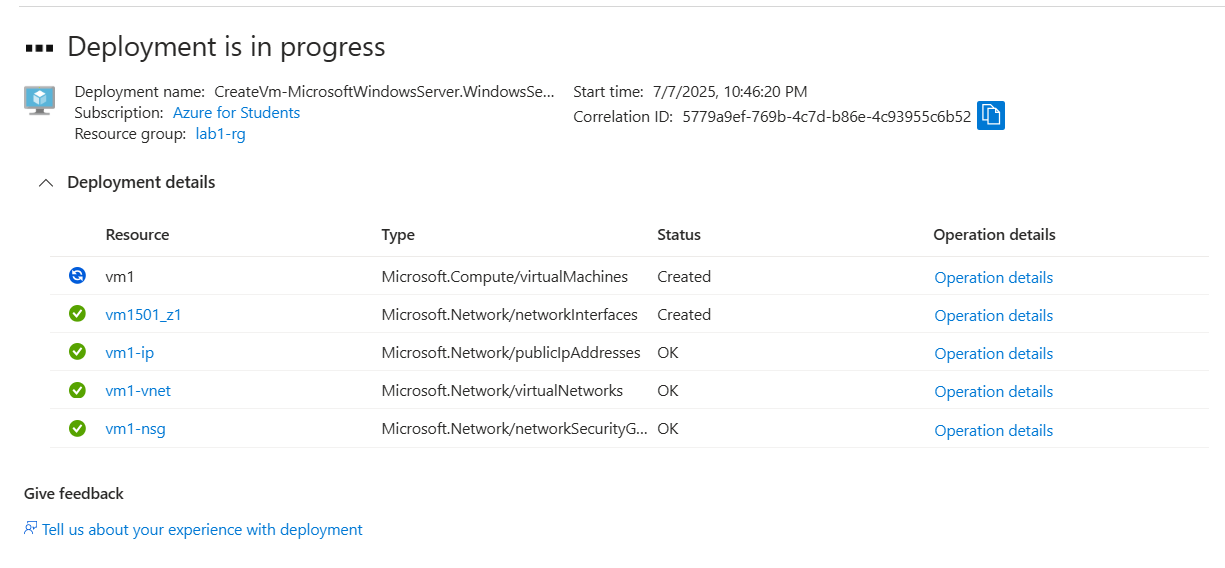 Deployment is in progress
Deployment name: CreateVm-MicrosoftWindowsServer.WindowsSe... Start time: 7/7/2025, 10:46:20 PM
Subscription: Azure for Students Correlation ID: 5779a9ef-769b-4c7d-b86e-4c93955c6b52
Resource group: lab1-rg
Deployment details
Resource Type Status Operation details
vm1 Microsoft.Compute/virtualMachines Created Operation details
vm1501_z1 Microsoft.Network/networkInterfaces Created Operation details
vm1-ip Microsoft.Network/publicIpAddresses OK Operation details
vm1-vnet Microsoft.Network/virtualNetworks OK Operation details
vm1-nsg Microsoft.Network/networkSecurityG... OK Operation details
Give feedback
Tell us about your experience with deployment